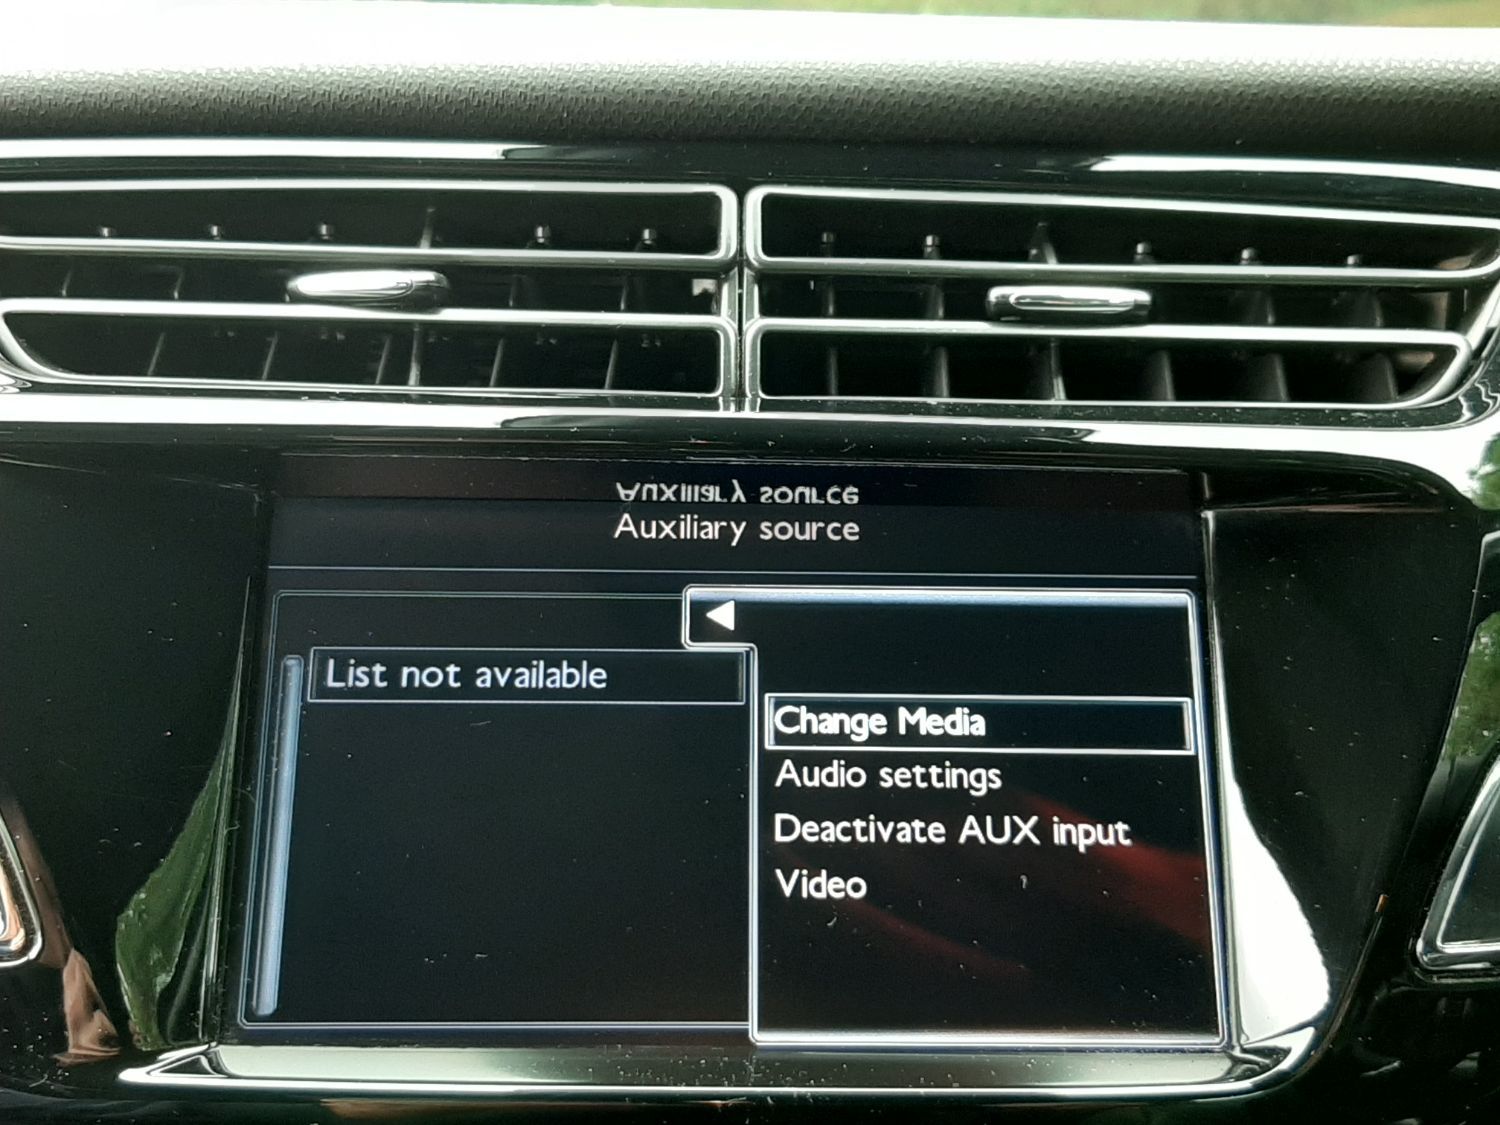 Auxiliary source
Auxiliary source
List not available
Change Media
Audio settings
Deactivate AUX input
Video